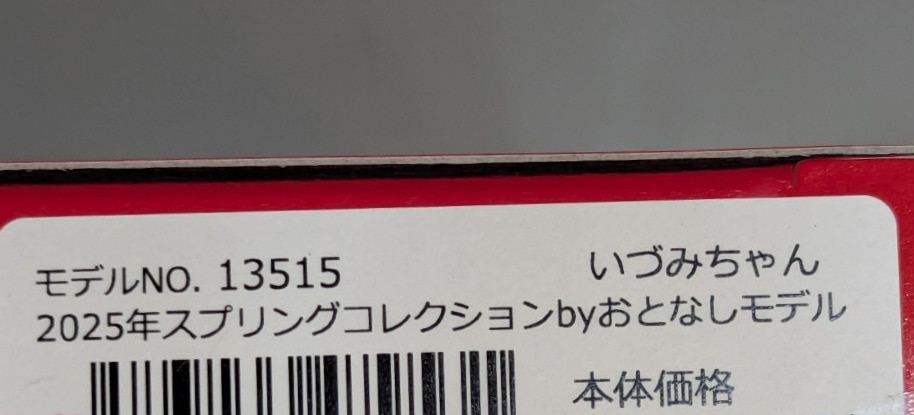 モデルNO. 13515 いづみちゃん
2025年スプリングコレクションbyおとなしモデル
本体価格